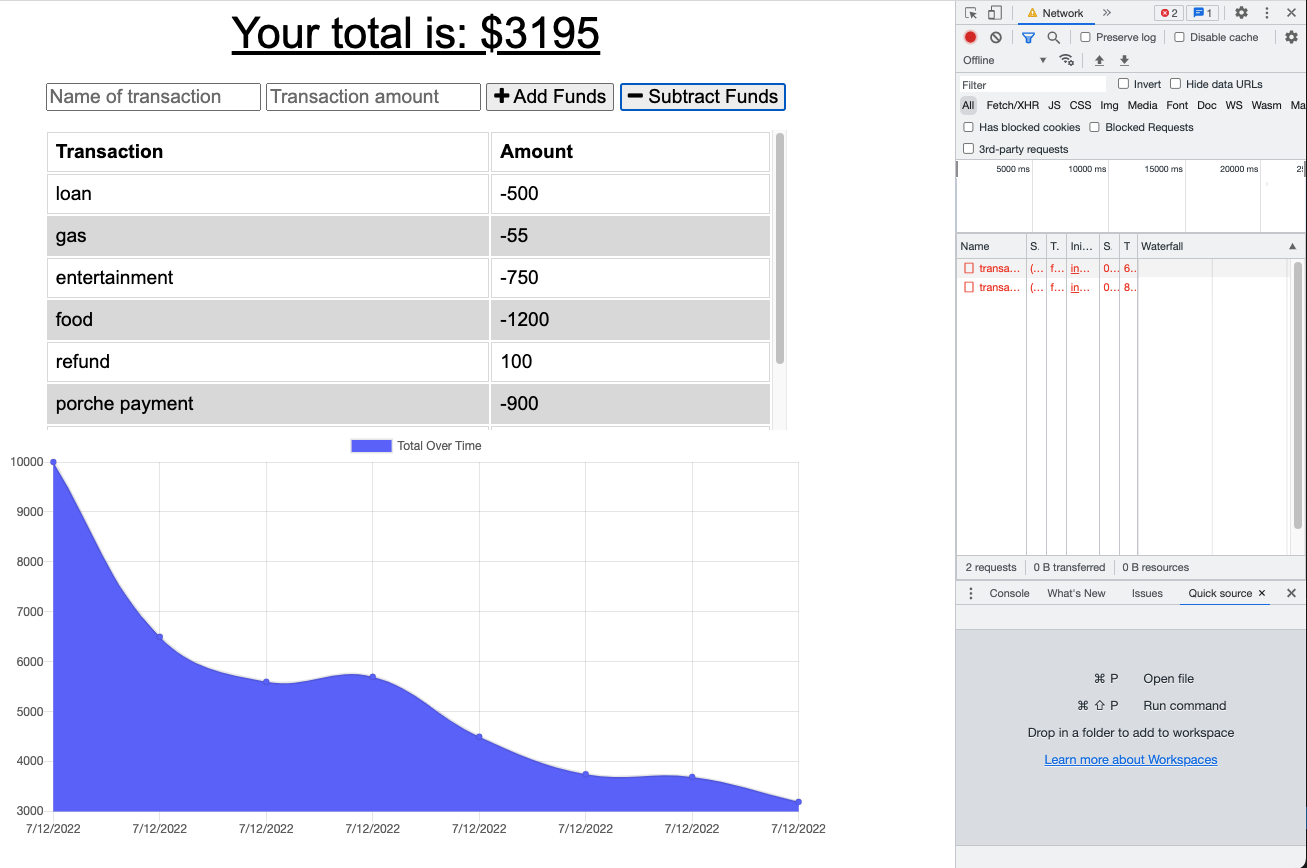 Your total is: $3195
Name of transaction Transaction amount + Add Funds − Subtract Funds
Transaction Amount
loan -500
gas -55
entertainment -750
food -1200
refund 100
porche payment -900
Total Over Time
10000
9000
8000
7000
6000
5000
4000
3000
7/12/2022 7/12/2022 7/12/2022 7/12/2022 7/12/2022 7/12/2022 7/12/2022 7/12/2022
Network » 2 1
Preserve log Disable cache
Offline
Filter Invert Hide data URLs
All Fetch/XHR JS CSS Img Media Font Doc WS Wasm Ma
Has blocked cookies Blocked Requests
3rd-party requests
5000 ms 10000 ms 15000 ms 20000 ms
Name S. T. Ini... S. T Waterfall
transa... (... f... in... 0... 6..
transa... (... f... in... 0... 8..
2 requests 0 B transferred 0 B resources
Console What's New Issues Quick source ×
⌘ P Open file
⌘ ⇧ P Run command
Drop in a folder to add to workspace
Learn more about Workspaces